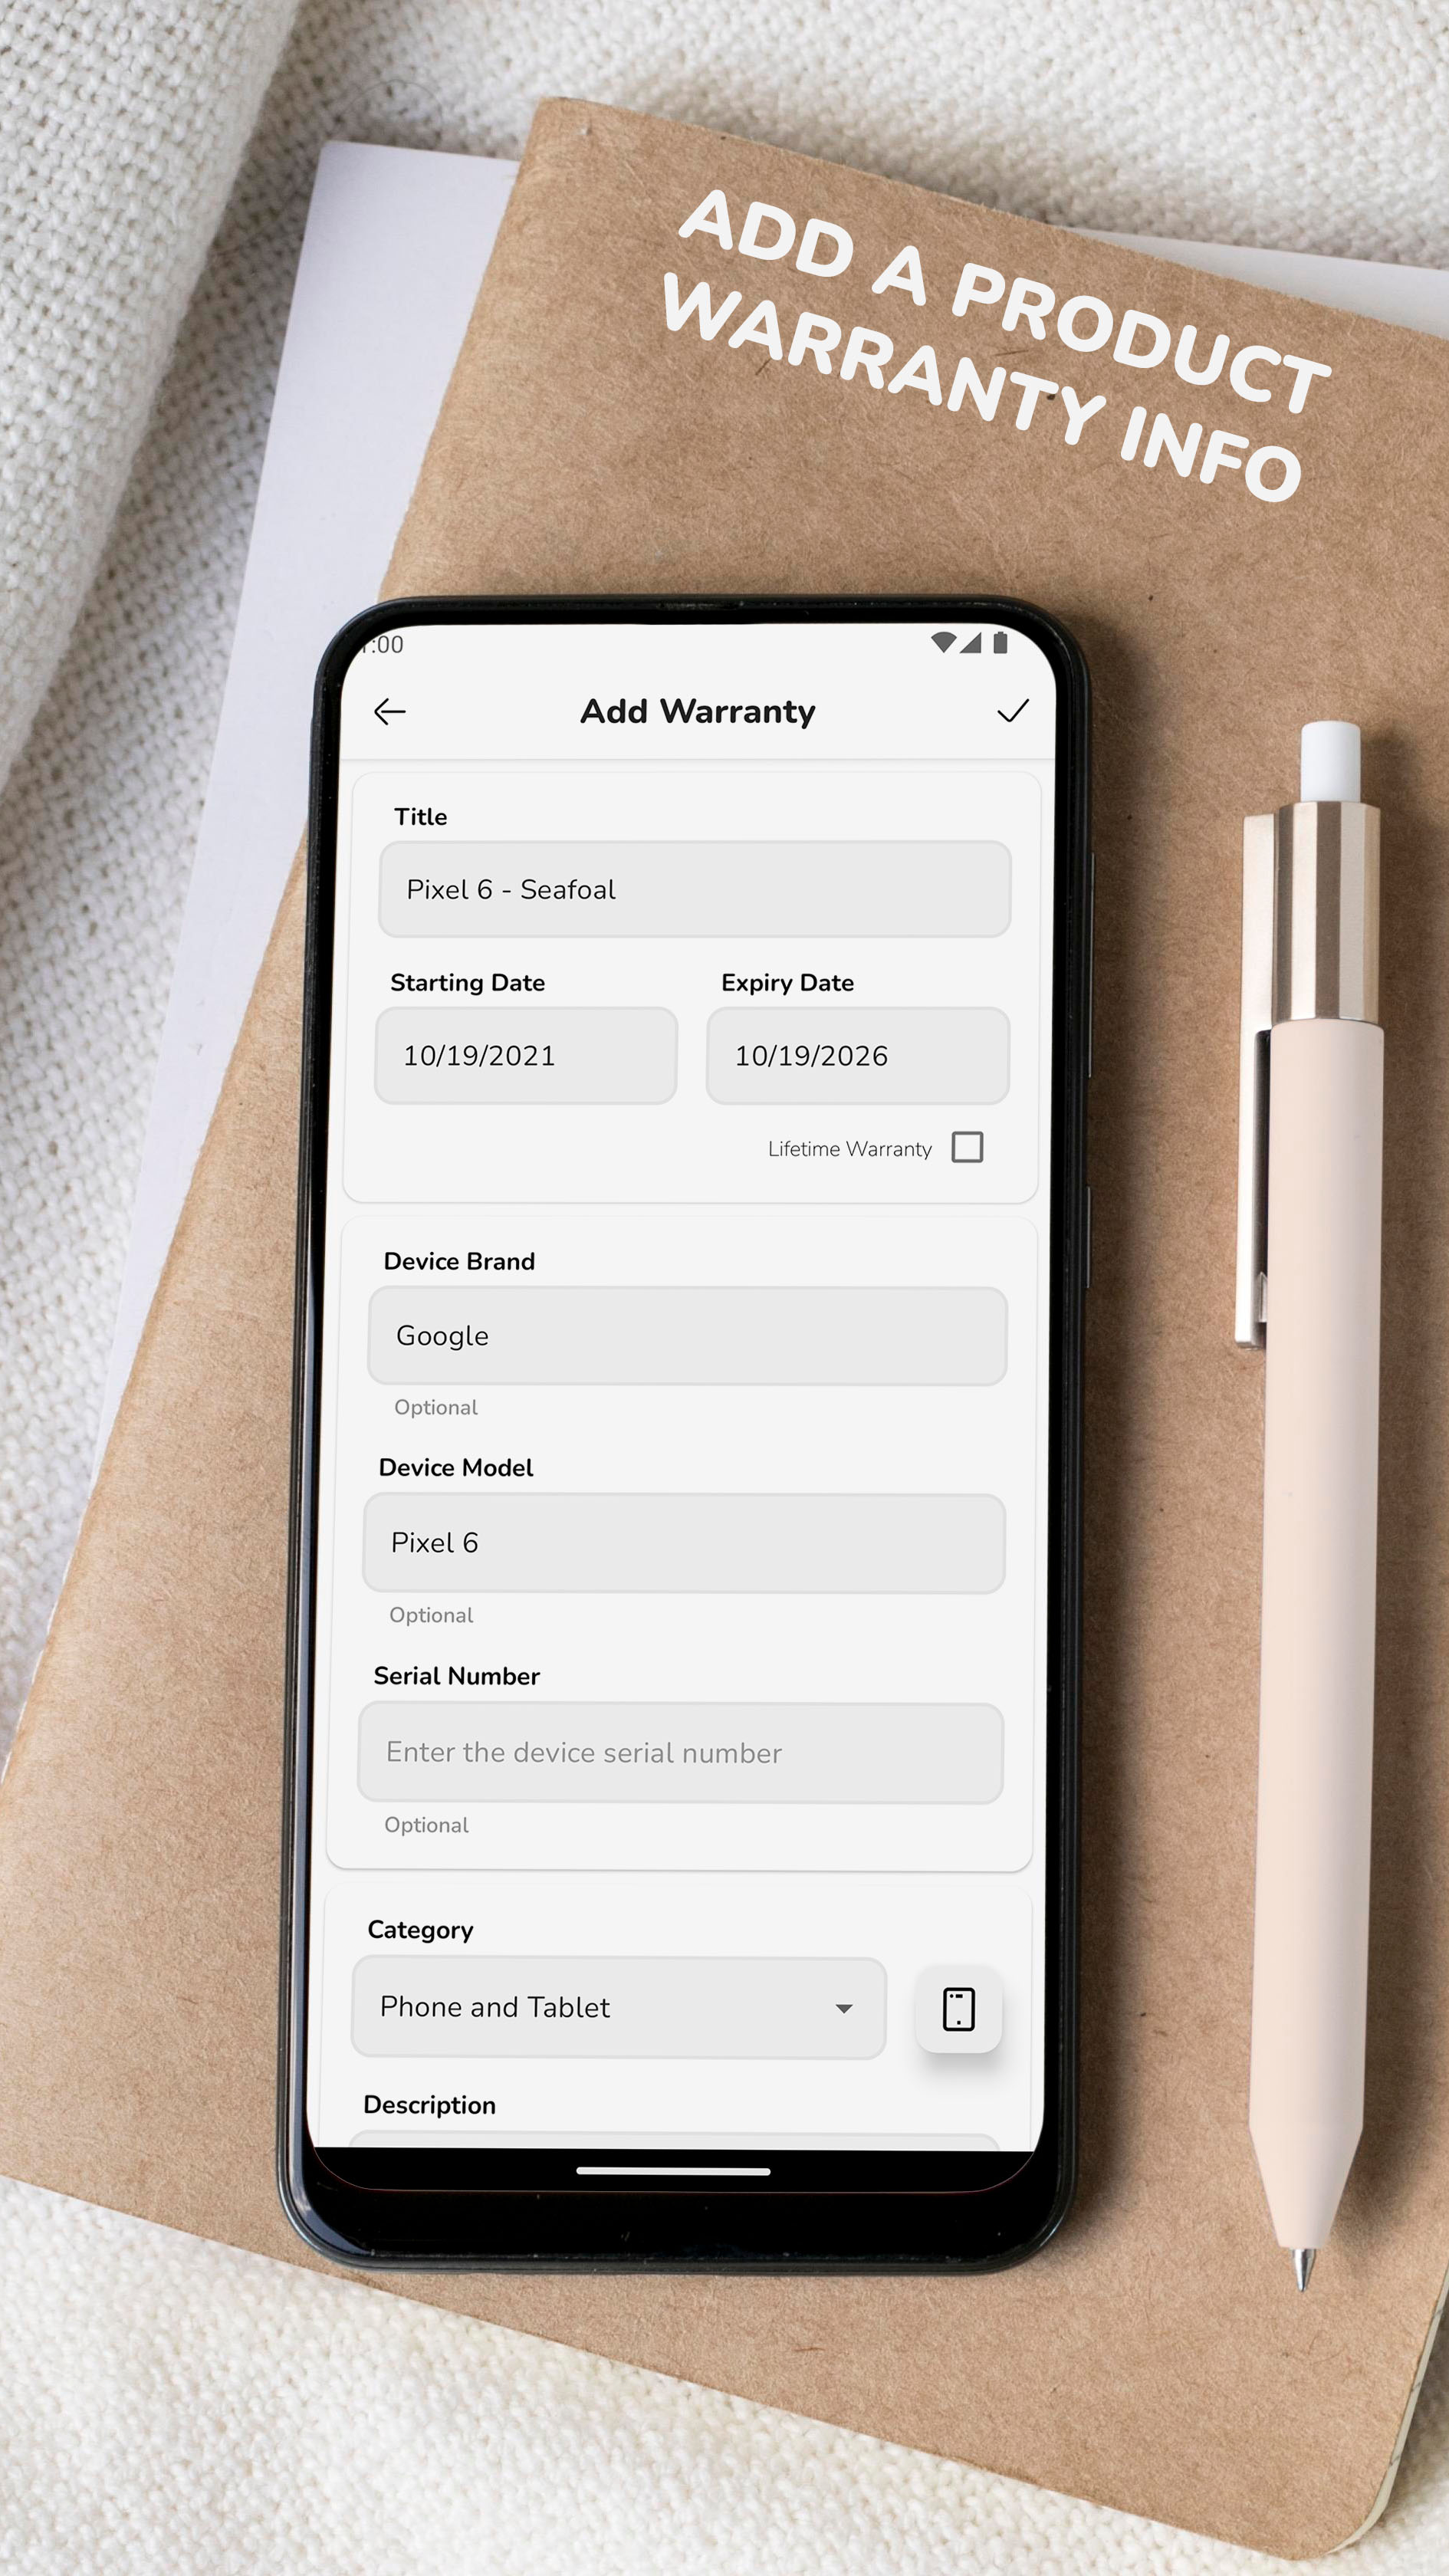 ADD A PRODUCT
WARRANTY INFO
:00
Add Warranty
Title
Pixel 6 - Seafoal
Starting Date Expiry Date
10/19/2021 10/19/2026
Lifetime Warranty
Device Brand
Google
Optional
Device Model
Pixel 6
Optional
Serial Number
Enter the device serial number
Optional
Category
Phone and Tablet
Description